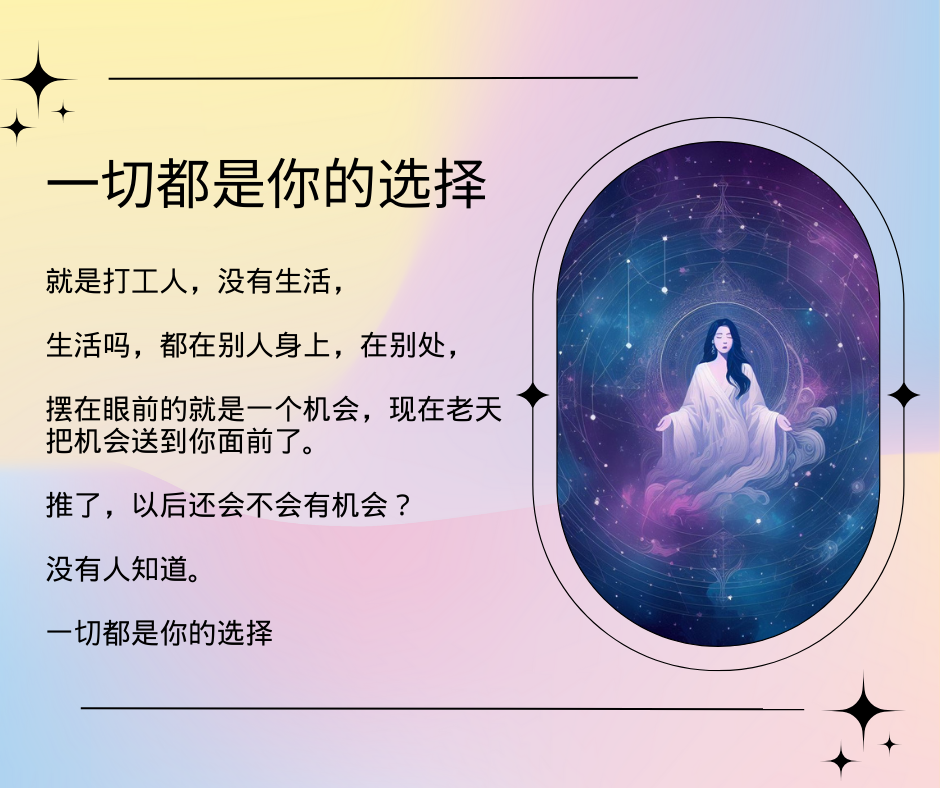 一切都是你的选择
就是打工人，没有生活，
生活吗，都在别人身上，在别处，
摆在眼前的就是一个机会，现在老天
把机会送到你面前了。
推了，以后还会不会有机会？
没有人知道。
一切都是你的选择